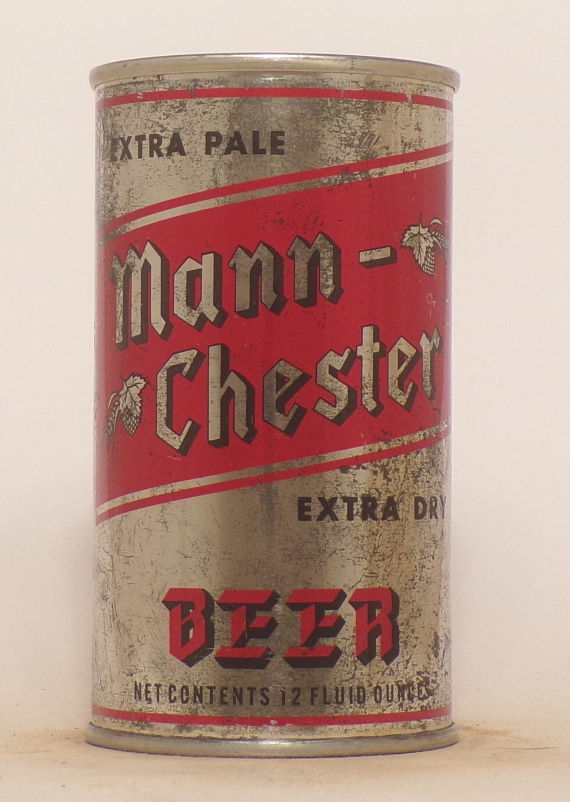 EXTRA PALE
Mann-
Chester
EXTRA DRY
BEER
NET CONTENTS 12 FLUID OUNCES